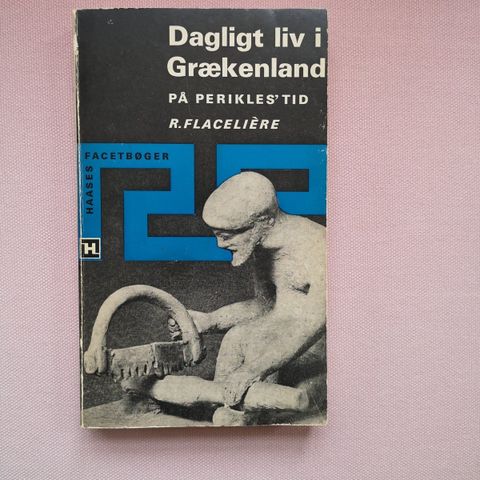 Dagligt liv i
Grækenland
PÅ PERIKLES' TID
R. FLACELIÈRE
HAASES
FACETBØGER
H